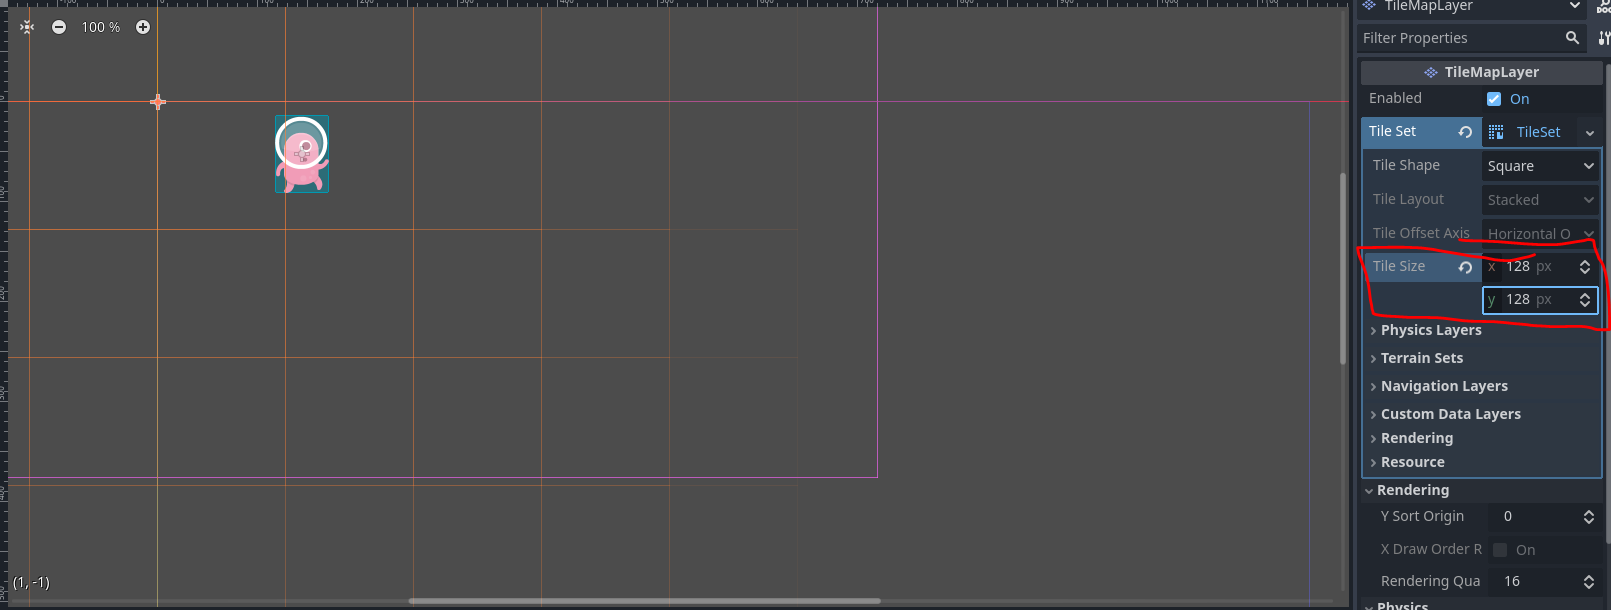 TileMapLayer
DOC
100 %
Filter Properties
TileMapLayer
Enabled On
Tile Set TileSet
Tile Shape Square
Tile Layout Stacked
Tile Offset Axis Horizontal O
Tile Size x 128 px
y 128 px
Physics Layers
Terrain Sets
Navigation Layers
Custom Data Layers
Rendering
Resource
Rendering
Y Sort Origin 0
X Draw Order R On
Rendering Qua 16
(1, -1)
Physics